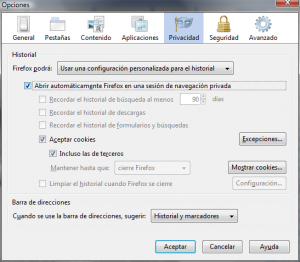 Opciones
General Pestañas Contenido Aplicaciones Privacidad Seguridad Avanzado
Historial
Firefox podrá: Usar una configuración personalizada para el historial
Abrir automáticamente Firefox en una sesión de navegación privada
Recordar el historial de búsqueda al menos 90 días
Recordar el historial de descargas
Recordar el historial de formularios y búsquedas
Aceptar cookies Excepciones...
Incluso las de terceros
Mantener hasta que: cierre Firefox Mostrar cookies...
Limpiar el historial cuando Firefox se cierre Configuración...
Barra de direcciones
Cuando se use la barra de direcciones, sugerir: Historial y marcadores
Aceptar Cancelar Ayuda